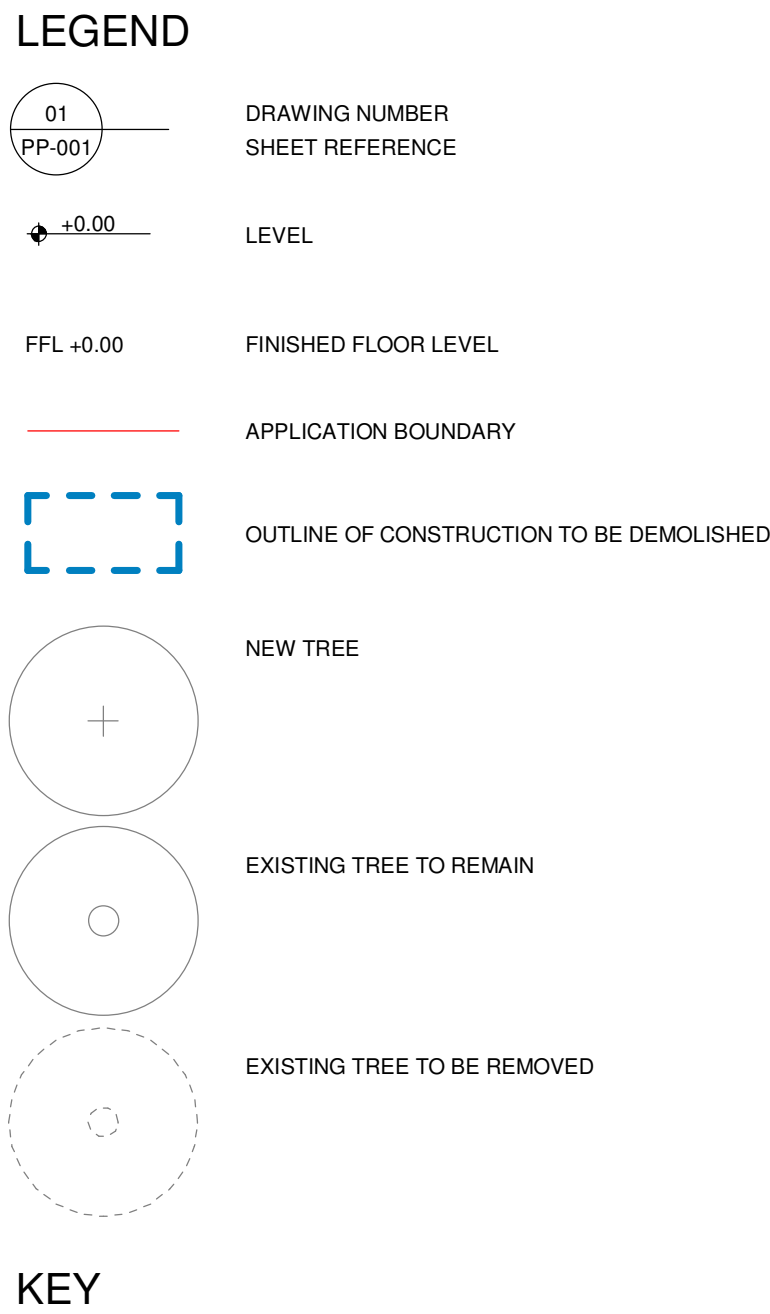 LEGEND
01
PP-001
DRAWING NUMBER
SHEET REFERENCE
+0.00
LEVEL
FFL +0.00
FINISHED FLOOR LEVEL
APPLICATION BOUNDARY
OUTLINE OF CONSTRUCTION TO BE DEMOLISHED
NEW TREE
EXISTING TREE TO REMAIN
EXISTING TREE TO BE REMOVED
KEY